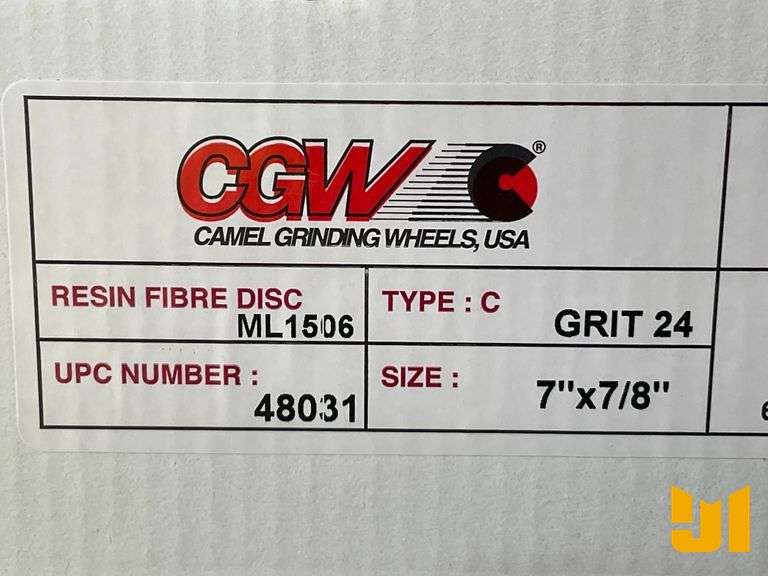 CGW ®
CAMEL GRINDING WHEELS, USA
RESIN FIBRE DISC
ML1506
TYPE : C
GRIT 24
UPC NUMBER :
48031
SIZE :
7"x7/8"